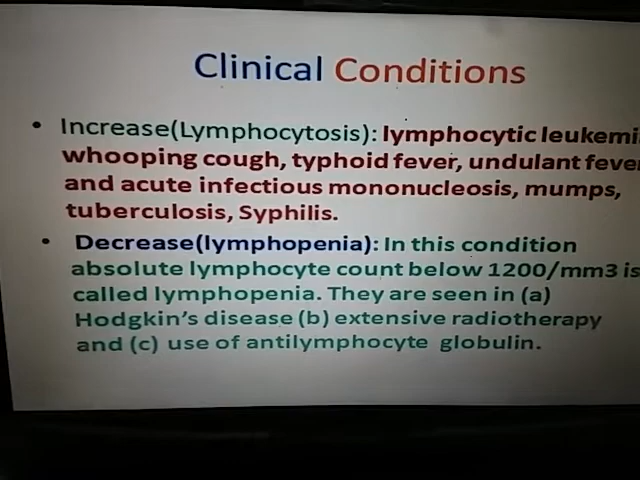 Clinical Conditions
• Increase(Lymphocytosis): lymphocytic leukemi
whooping cough, typhoid fever, undulant feve
and acute infectious mononucleosis, mumps,
tuberculosis, Syphilis.
• Decrease(lymphopenia): In this condition
absolute lymphocyte count below 1200/mm3 is
called lymphopenia. They are seen in (a)
Hodgkin's disease (b) extensive radiotherapy
and (c) use of antilymphocyte globulin.